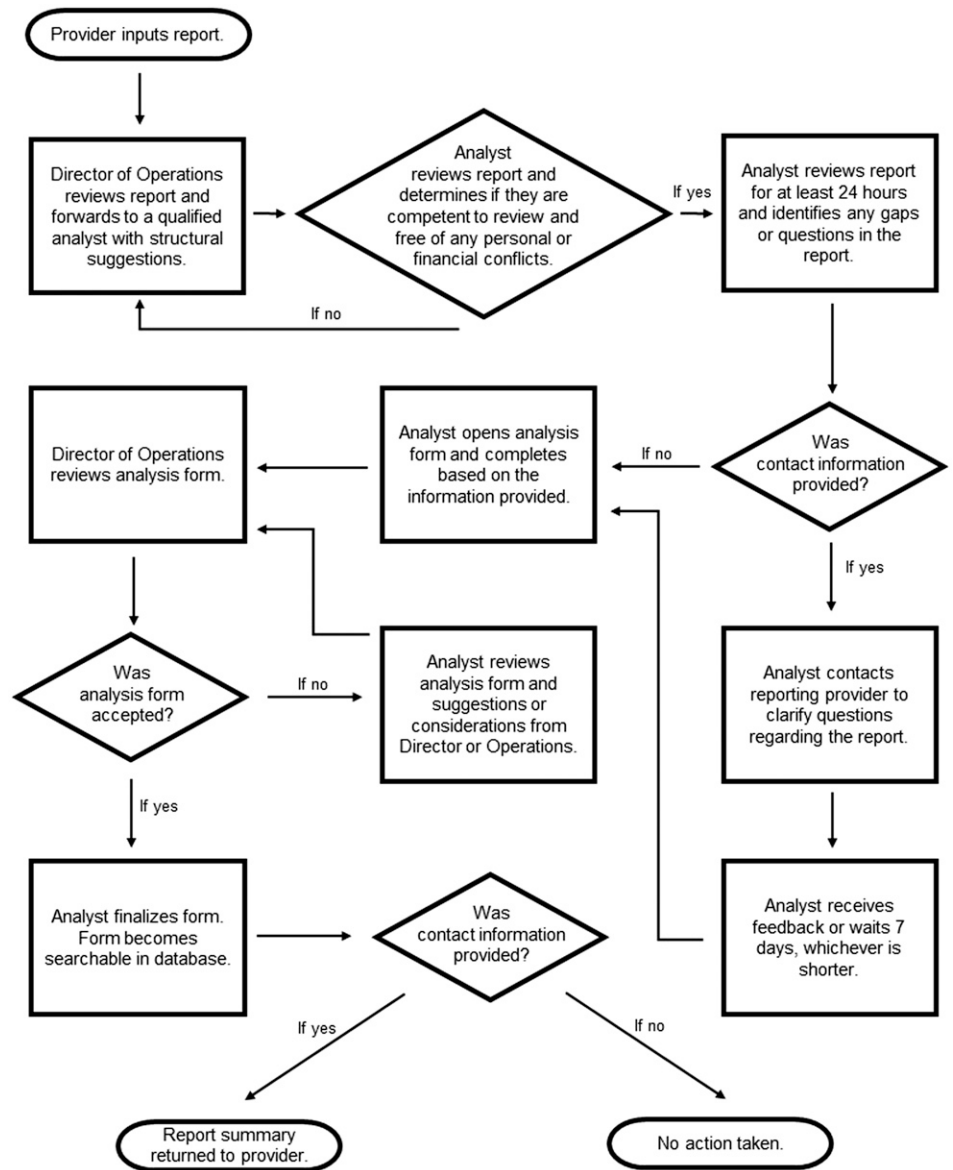 Provider inputs report.
Director of Operations
reviews report and
forwards to a qualified
analyst with structural
suggestions.
Analyst
reviews report and
determines if they are
competent to review and
free of any personal or
financial conflicts.
If yes
Analyst reviews report
for at least 24 hours
and identifies any gaps
or questions in the
report.
If no
Was
contact information
provided?
If no
Analyst opens analysis
form and completes
based on the
information provided.
Director of Operations
reviews analysis form.
If yes
Analyst contacts
reporting provider to
clarify questions
regarding the report.
Analyst receives
feedback or waits 7
days, whichever is
shorter.
Was
analysis form
accepted?
If no
Analyst reviews
analysis form and
suggestions or
considerations from
Director or Operations.
If yes
Analyst finalizes form.
Form becomes
searchable in database.
Was
contact information
provided?
If yes
If no
Report summary
returned to provider.
No action taken.